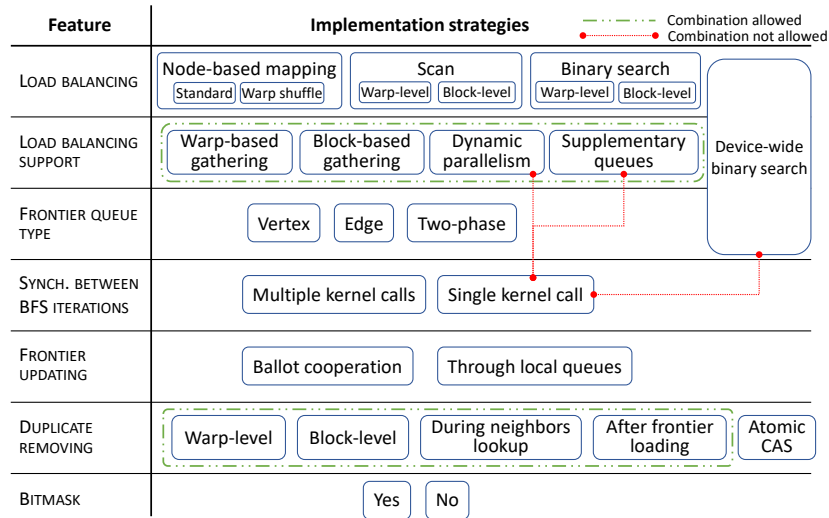 Feature
Implementation strategies
Combination allowed
Combination not allowed
LOAD BALANCING
Node-based mapping
Standard
Warp shuffle
Scan
Warp-level
Block-level
Binary search
Warp-level
Block-level
Device-wide
binary search
LOAD BALANCING
SUPPORT
Warp-based
gathering
Block-based
gathering
Dynamic
parallelism
Supplementary
queues
FRONTIER QUEUE
TYPE
Vertex
Edge
Two-phase
SYNCH. BETWEEN
BFS ITERATIONS
Multiple kernel calls
Single kernel call
FRONTIER
UPDATING
Ballot cooperation
Through local queues
DUPLICATE
REMOVING
Warp-level
Block-level
During neighbors
lookup
After frontier
loading
Atomic
CAS
BITMASK
Yes
No